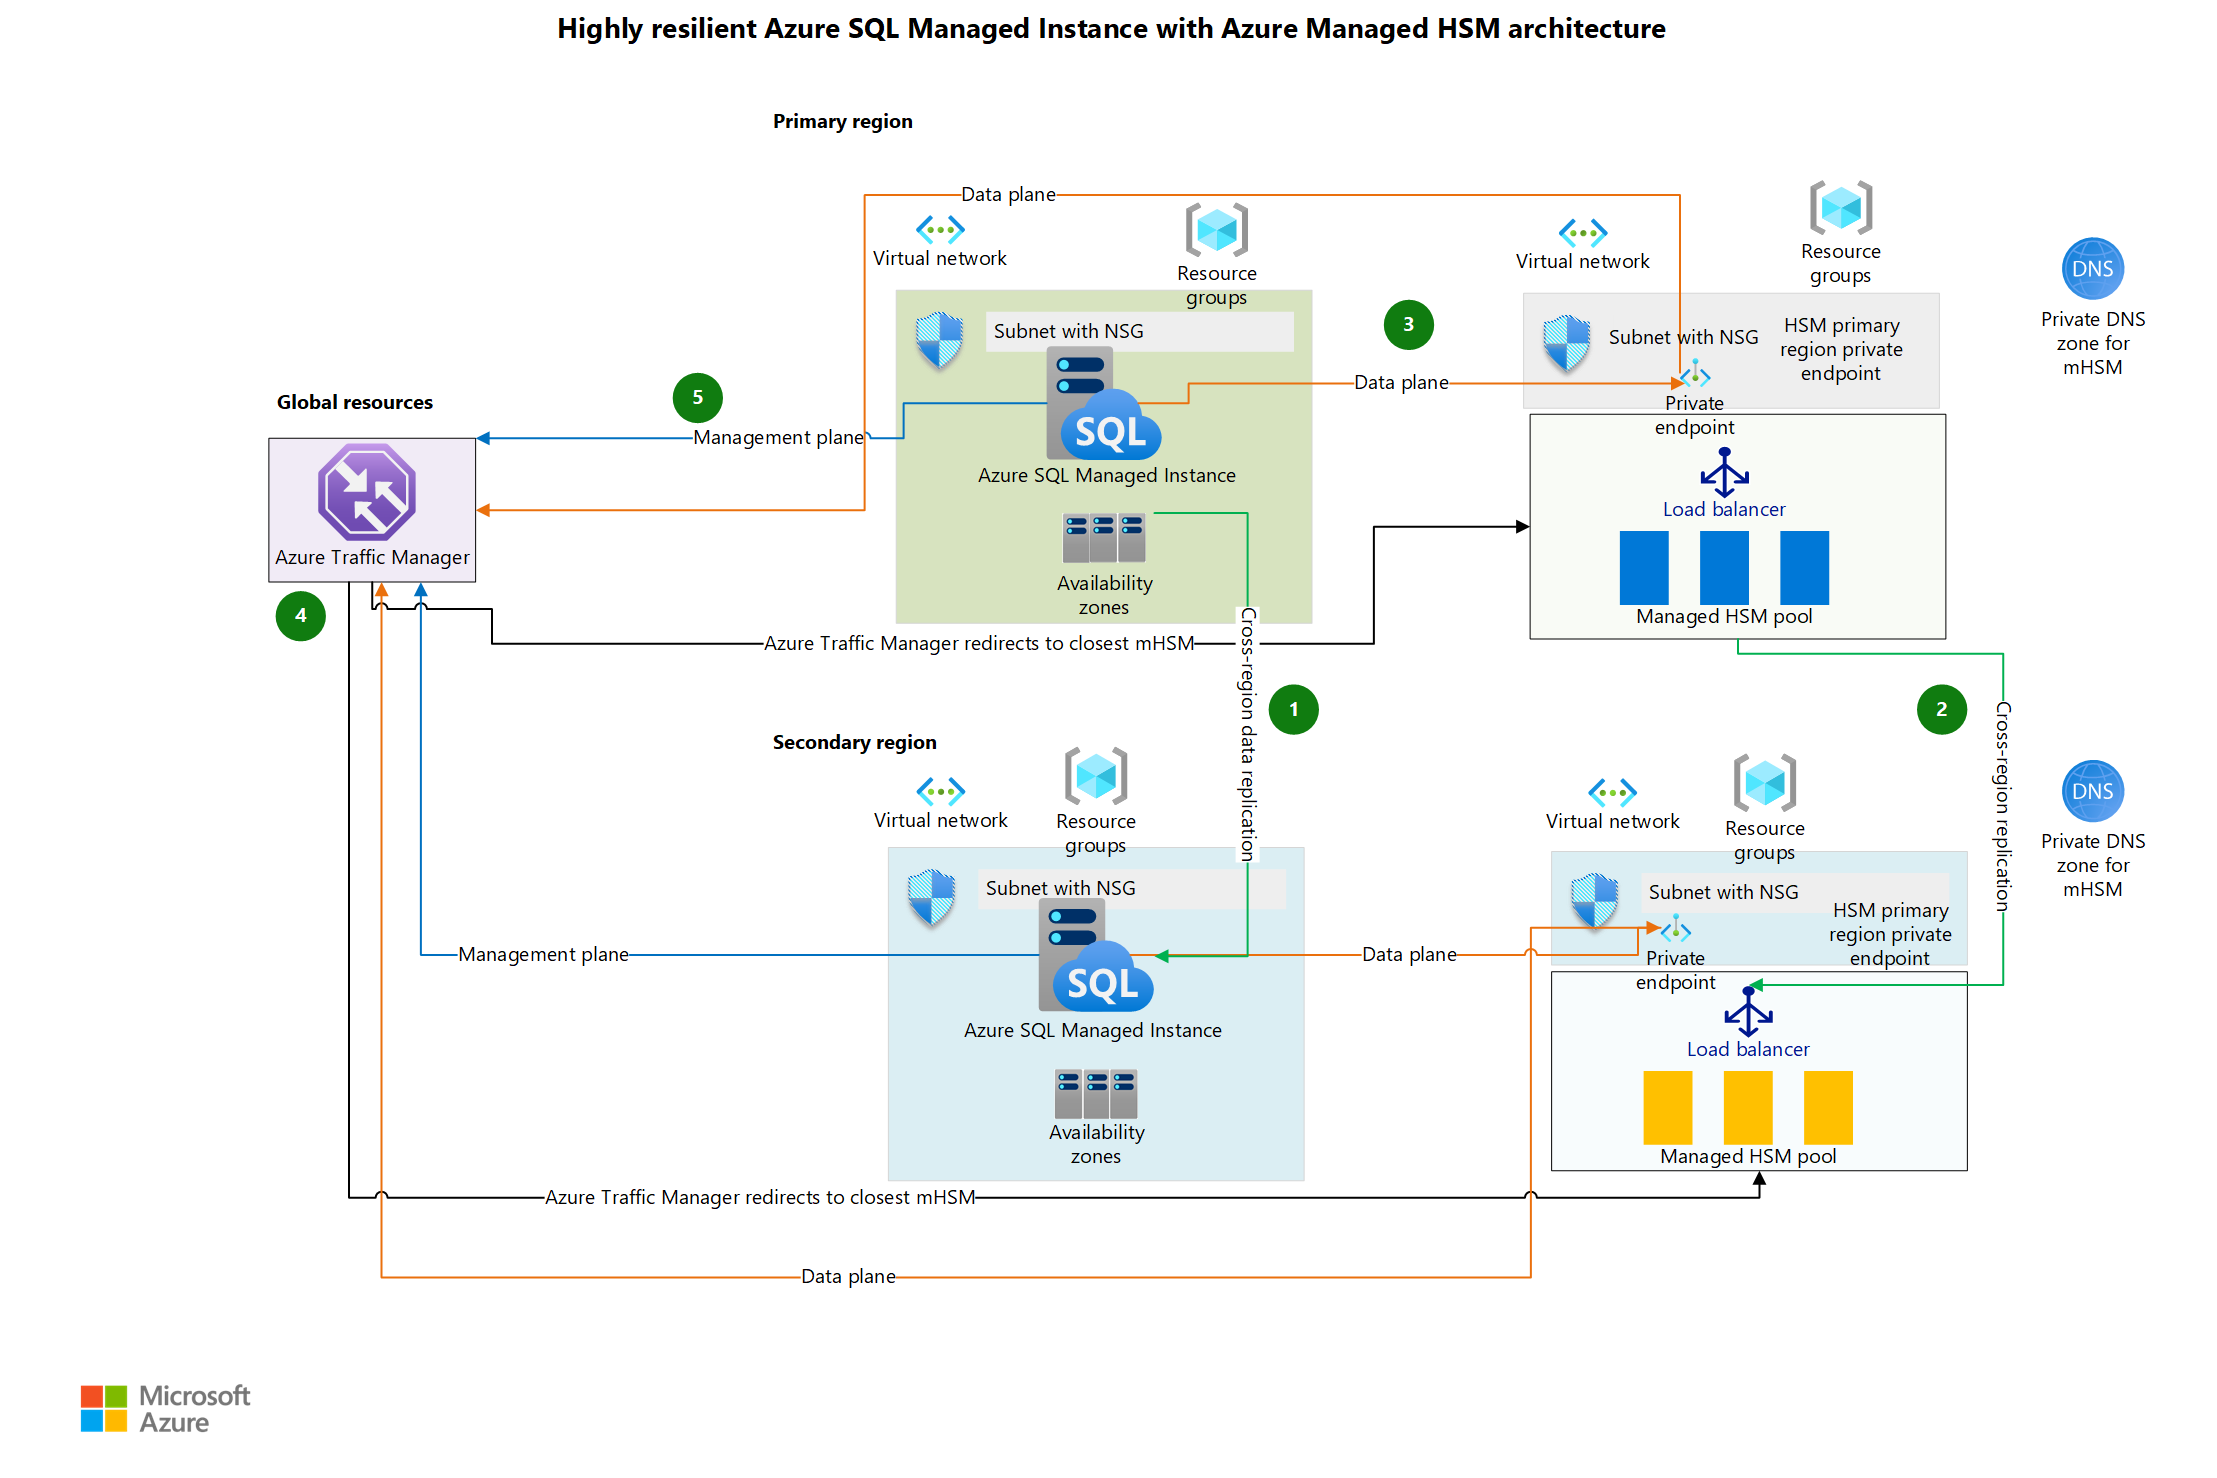 Highly resilient Azure SQL Managed Instance with Azure Managed HSM architecture
Primary region
Data plane
Virtual network
Resource
groups
Virtual network
Resource
groups
DNS
Private DNS
zone for
mHSM
Subnet with NSG
3
Subnet with NSG
HSM primary
region private
endpoint
Data plane
Private
endpoint
5
Global resources
Management plane
SQL
Azure SQL Managed Instance
Azure Traffic Manager
4
Availability
zones
Load balancer
Managed HSM pool
Azure Traffic Manager redirects to closest mHSM
Cross-region data replication
1
2
Cross-region replication
Secondary region
Virtual network
Resource
groups
Virtual network
Resource
groups
DNS
Private DNS
zone for
mHSM
Subnet with NSG
Subnet with NSG
HSM primary
region private
endpoint
Management plane
SQL
Data plane
Private
endpoint
Azure SQL Managed Instance
Load balancer
Availability
zones
Managed HSM pool
Azure Traffic Manager redirects to closest mHSM
Data plane
Microsoft
Azure